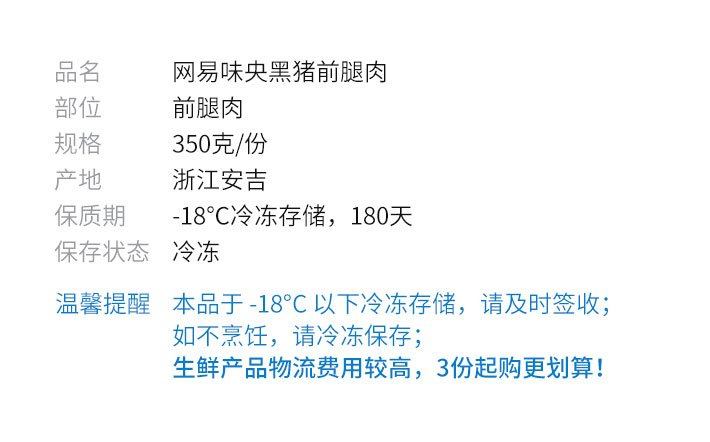 品名 网易味央黑猪前腿肉
部位 前腿肉
规格 350克/份
产地 浙江安吉
保质期 -18°C冷冻存储，180天
保存状态 冷冻
温馨提醒 本品于 -18°C 以下冷冻存储，请及时签收；
如不烹饪，请冷冻保存；
生鲜产品物流费用较高，3份起购更划算！